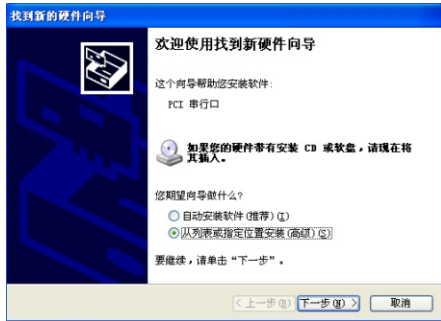 找到新的硬件向导
欢迎使用找到新硬件向导
这个向导帮助您安装软件:
PCI 串行口
如果您的硬件带有安装 CD 或软盘，请现在将
其插入。
您期望向导做什么?
自动安装软件(推荐)(I)
从列表或指定位置安装(高级)(S)
要继续，请单击“下一步”。
< 上一步(B) 下一步(N) > 取消